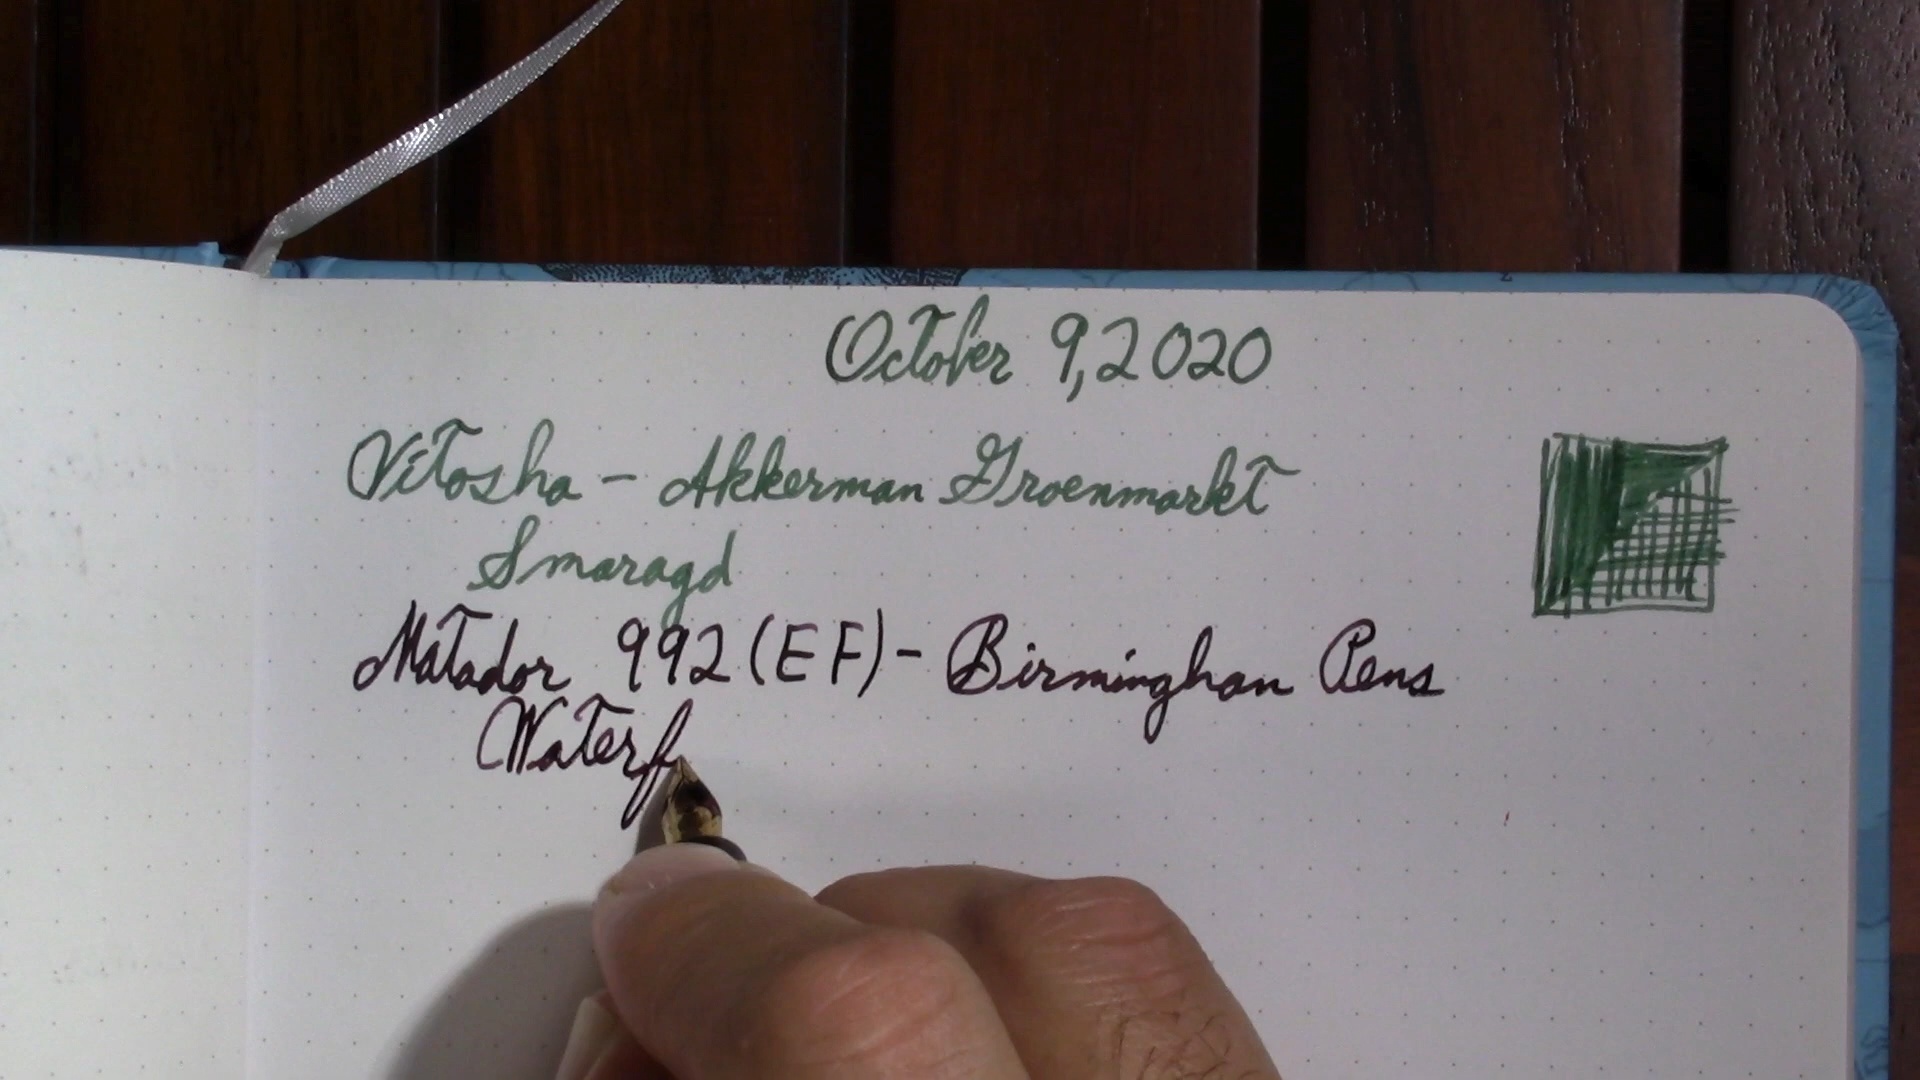 October 9, 2020
Vitosha - Akkerman Groenmarkt
Smaragd
Matador 992 (EF) - Birmingham Pens
Waterf